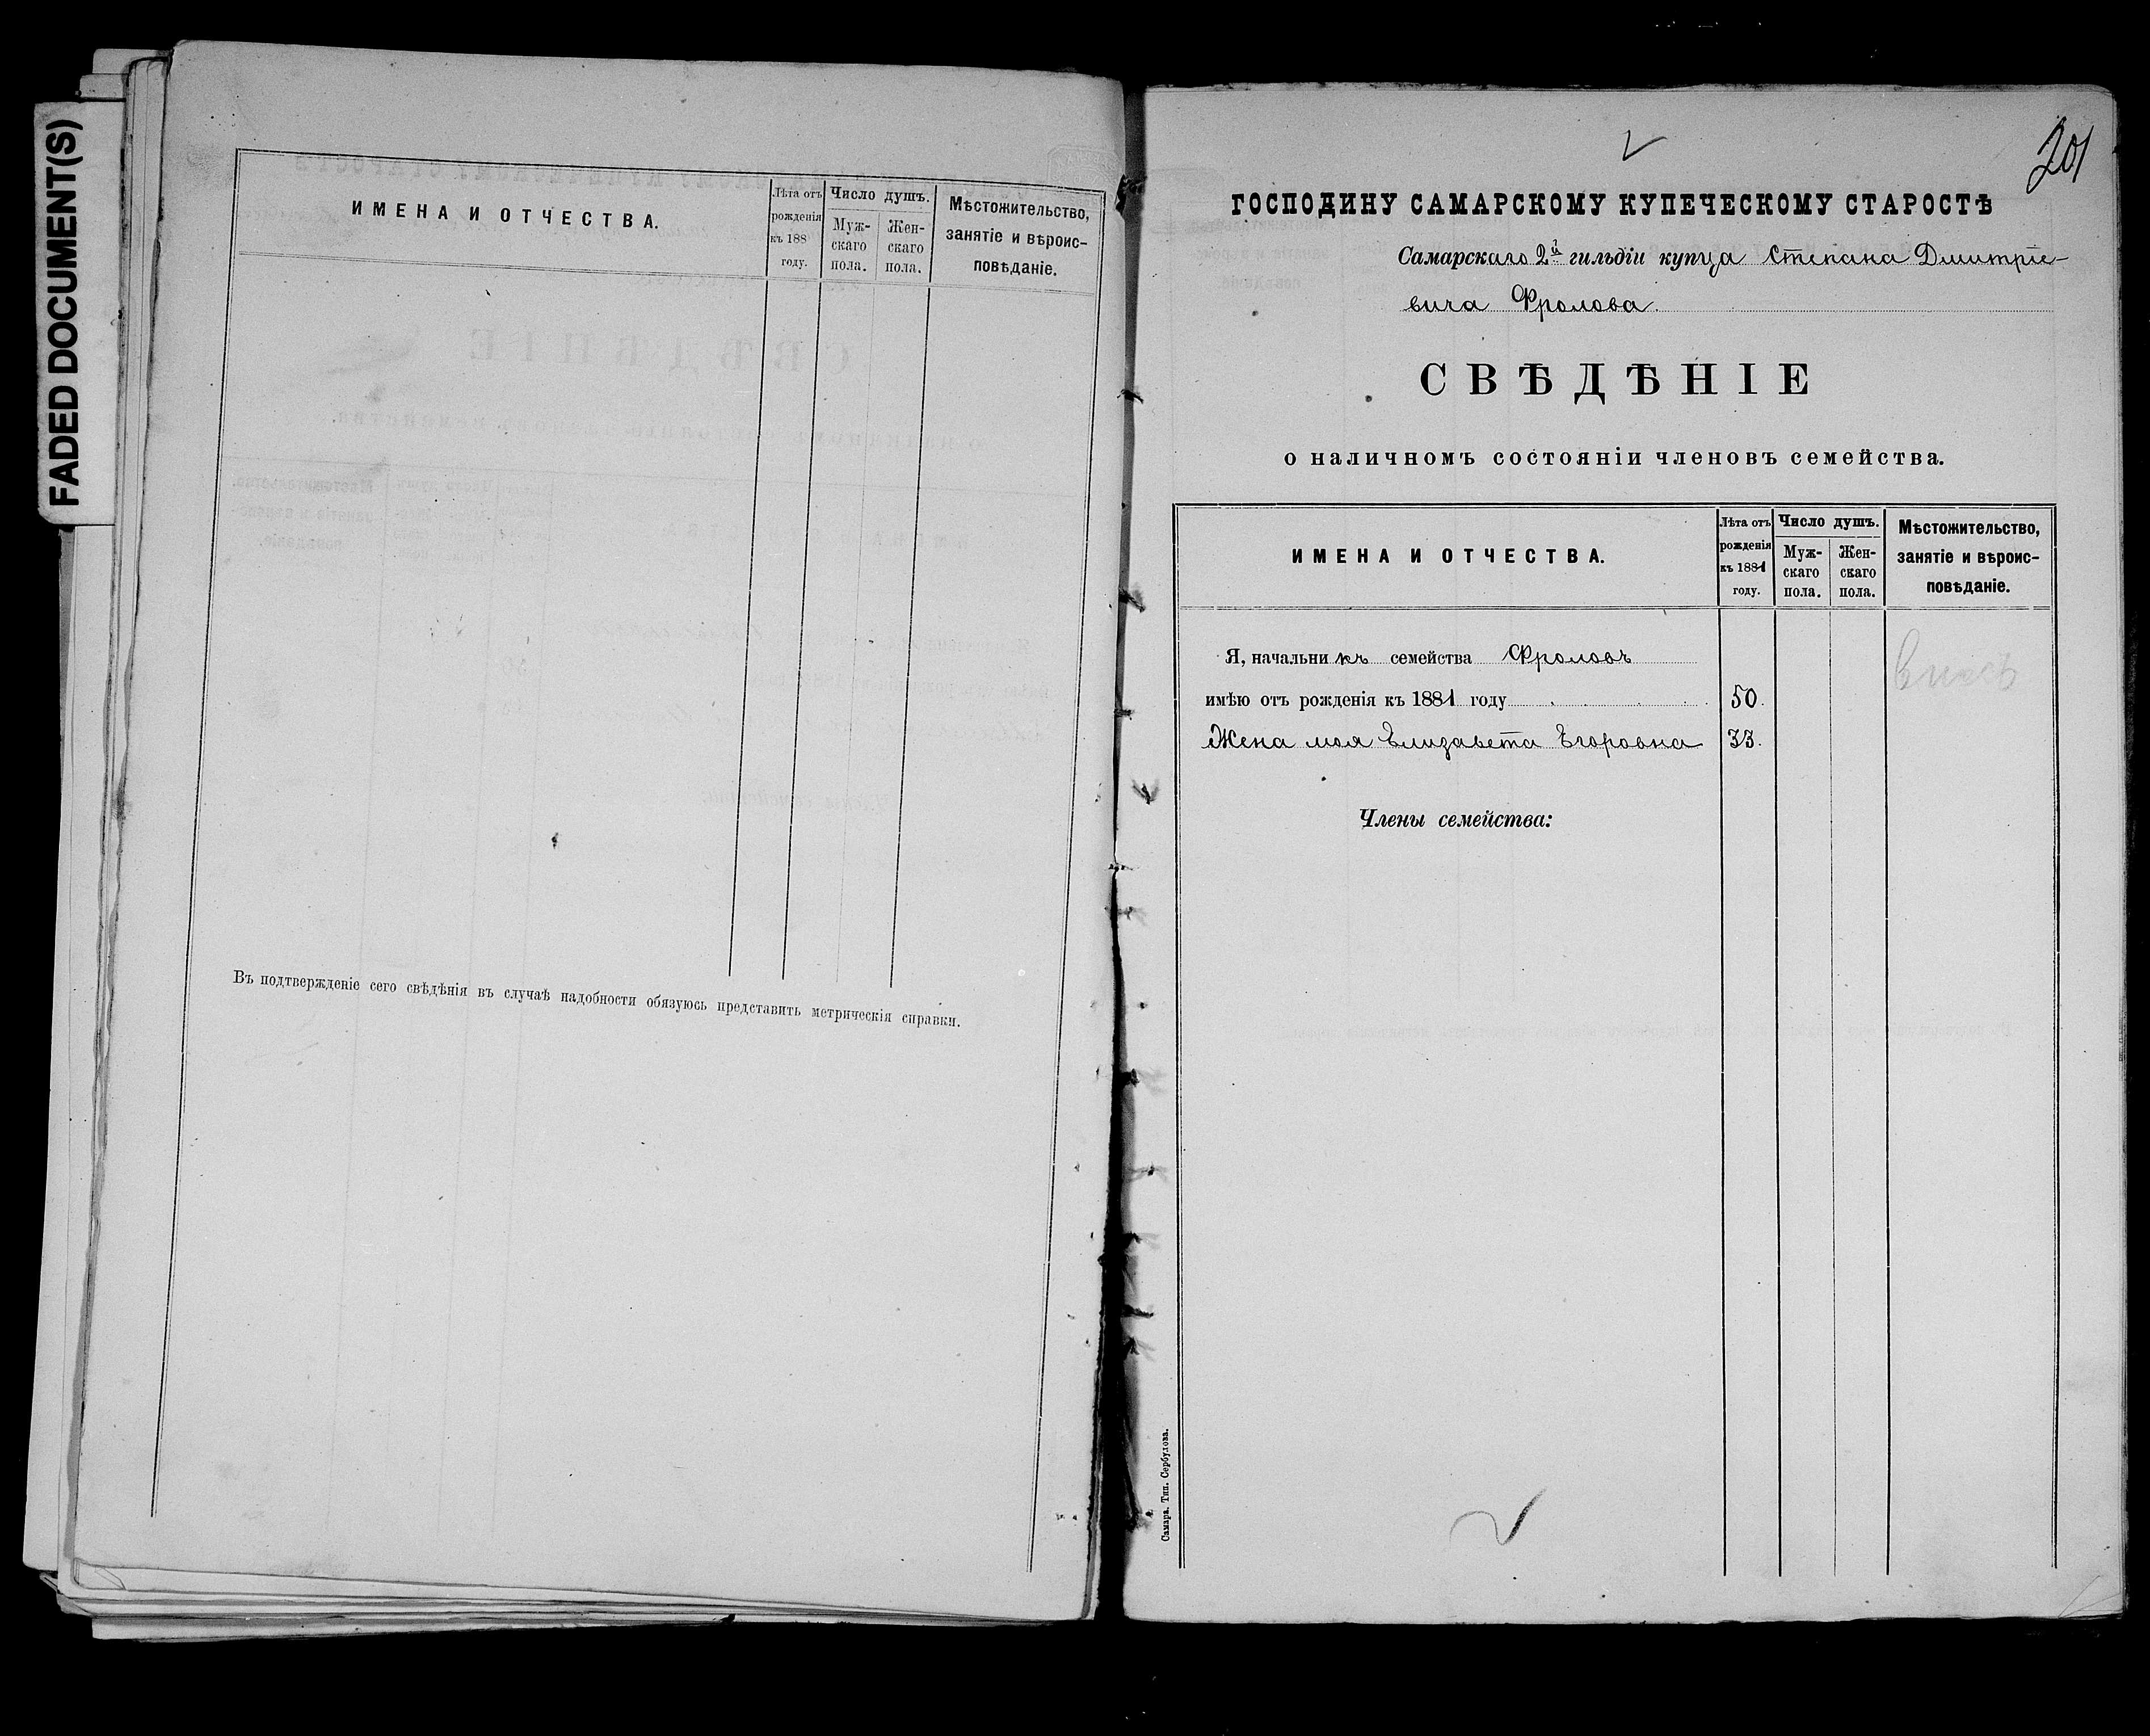 FADED DOCUMENT(S)
ИМЕНА И ОТЧЕСТВА.
Лѣта отъ рожденія къ 188 году.
Число душъ.
Муж-скаго пола.
Жен-скаго пола.
Мѣстожительство, занятіе и вѣроис-повѣданіе.
Въ подтвержденіе сего свѣдѣнія въ случаѣ надобности обязуюсь представить метрическія справки.
201
ГОСПОДИНУ САМАРСКОМУ КУПЕЧЕСКОМУ СТАРОСТѢ
Самарскаго 2й гильдіи купца Степана Дмитріе-
вича Фролова.
СВѢДѢНІЕ
о наличномъ состояніи членовъ семейства.
ИМЕНА И ОТЧЕСТВА.
Лѣта отъ рожденія къ 1881 году.
Число душъ.
Муж-скаго пола.
Жен-скаго пола.
Мѣстожительство, занятіе и вѣроис-повѣданіе.
Я, начальникъ семейства Фроловъ
имѣю отъ рожденія къ 1881 году 50.
Жена моя Елизавета Егоровна 33.
Члены семейства:
Самара. Тип. Сербулова.